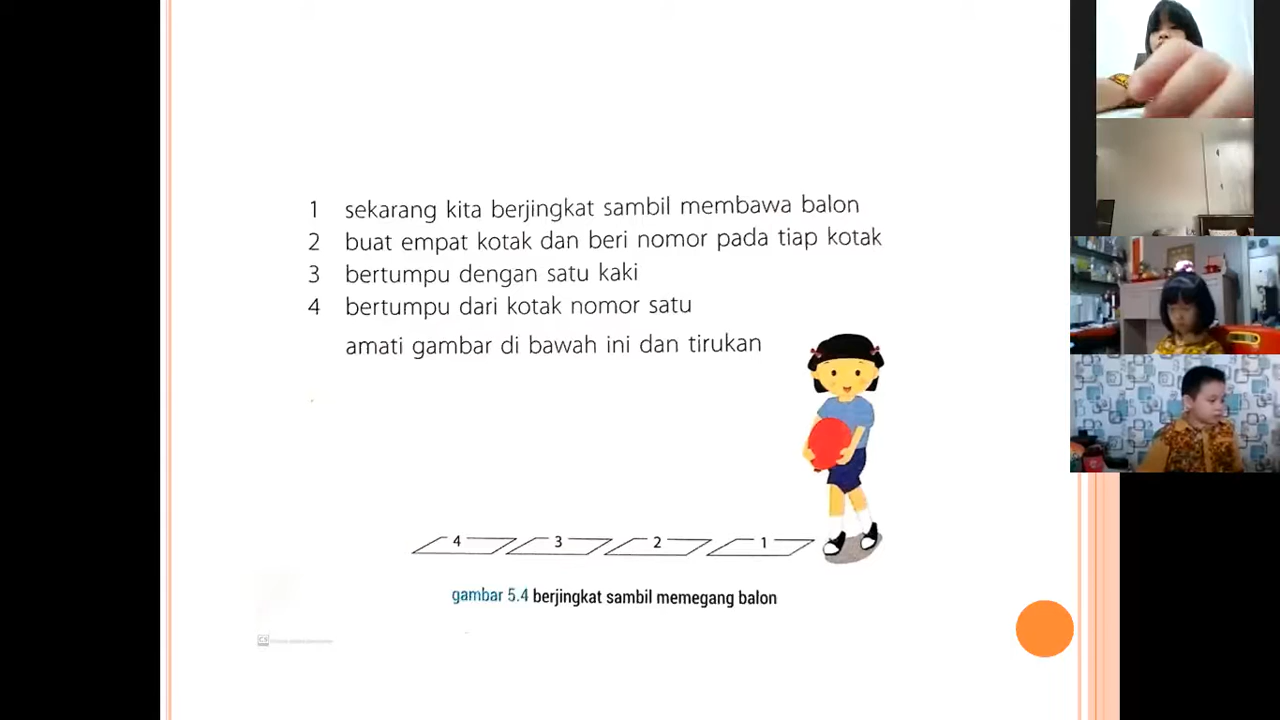 1 sekarang kita berjingkat sambil membawa balon
2 buat empat kotak dan beri nomor pada tiap kotak
3 bertumpu dengan satu kaki
4 bertumpu dari kotak nomor satu
amati gambar di bawah ini dan tirukan
4 3 2 1
gambar 5.4 berjingkat sambil memegang balon
CS